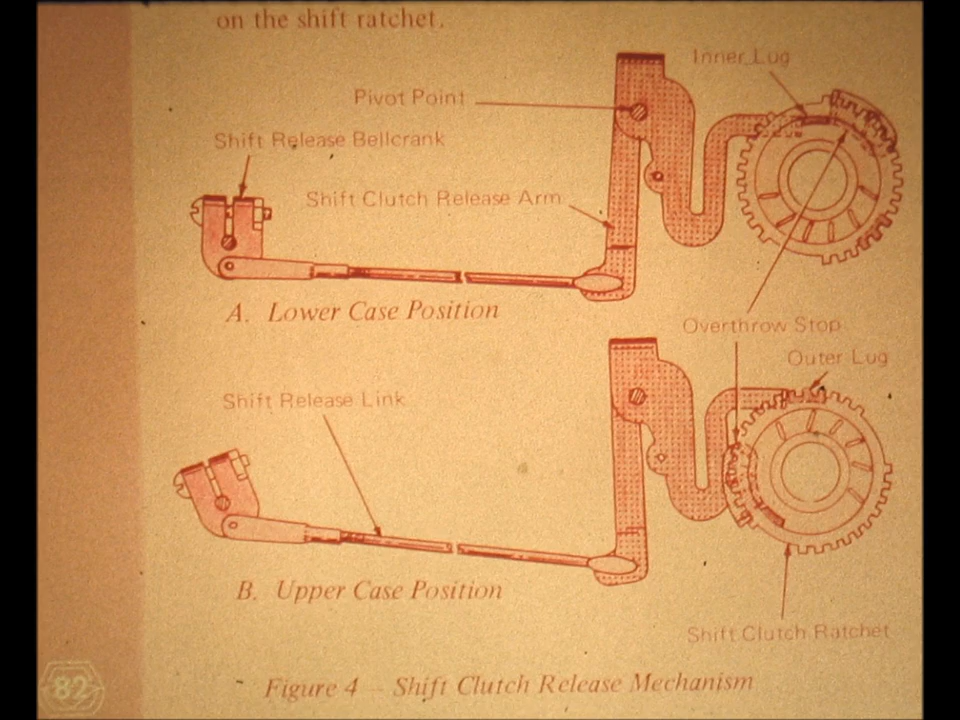 on the shift ratchet.
Inner Lug
Pivot Point
Shift Release Bellcrank
Shift Clutch Release Arm
A. Lower Case Position
Overthrow Stop
Outer Lug
Shift Release Link
B. Upper Case Position
Shift Clutch Ratchet
Figure 4 – Shift Clutch Release Mechanism
82